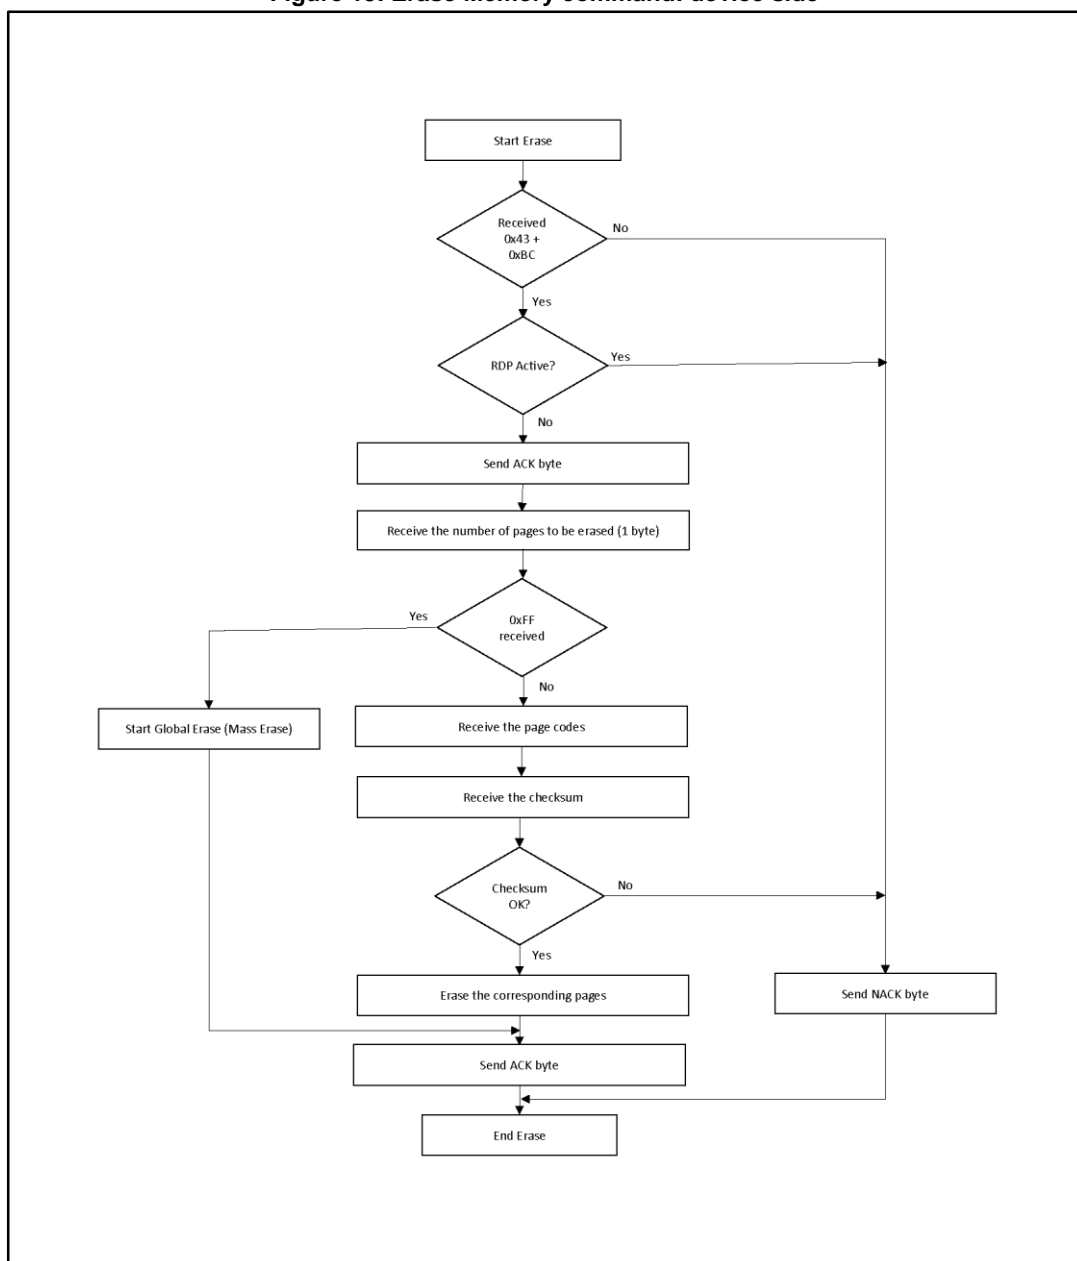 Erase Memory command: device side
Start Erase
Received
0x43 +
0xBC
No
Yes
RDP Active?
Yes
No
Send ACK byte
Receive the number of pages to be erased (1 byte)
Yes
0xFF
received
No
Start Global Erase (Mass Erase)
Receive the page codes
Receive the checksum
Checksum
OK?
No
Yes
Erase the corresponding pages
Send NACK byte
Send ACK byte
End Erase